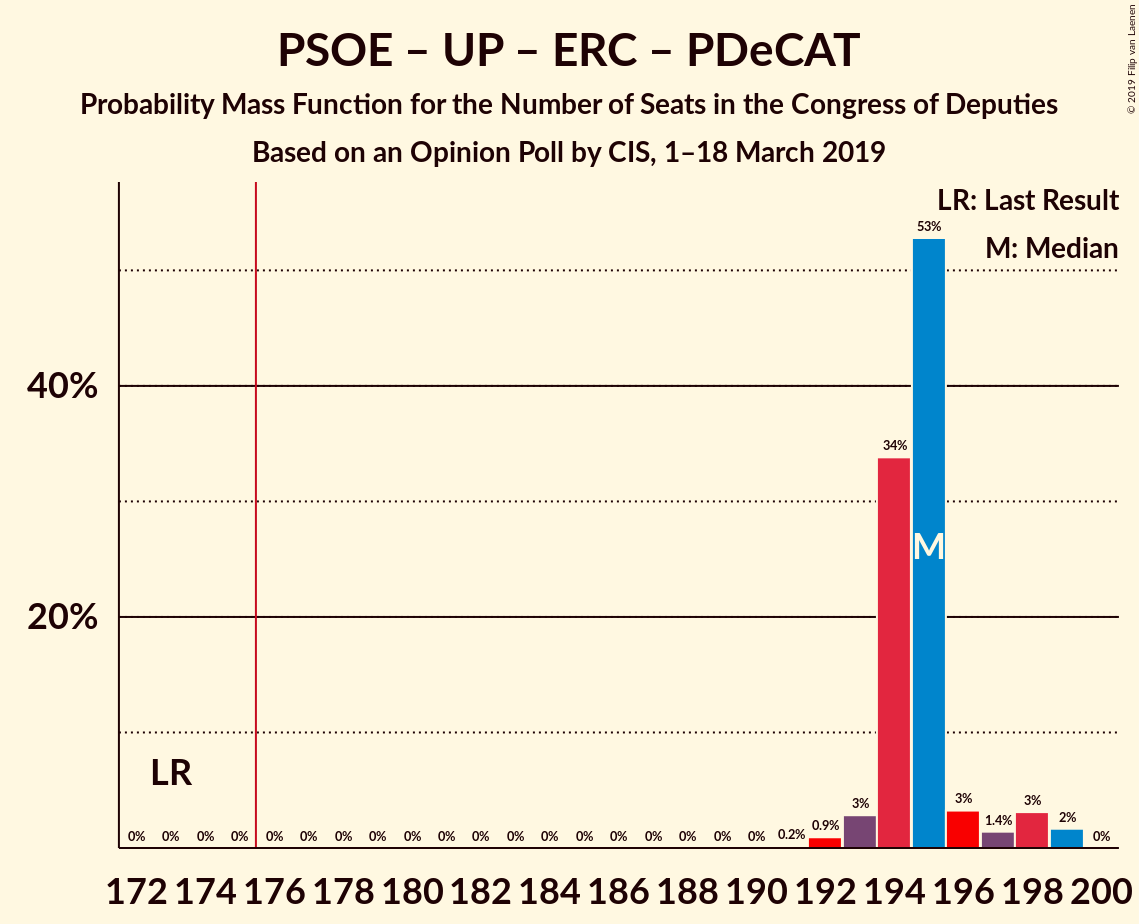 PSOE – UP – ERC – PDeCAT
Probability Mass Function for the Number of Seats in the Congress of Deputies
Based on an Opinion Poll by CIS, 1–18 March 2019
© 2019 Filip van Laenen
LR: Last Result
M: Median
53%
40%
34%
M
20%
LR
0% 0% 0% 0% 0% 0% 0% 0% 0% 0% 0% 0% 0% 0% 0% 0% 0% 0% 0% 0.2% 0.9% 3% 3% 1.4% 3% 2% 0%
172 174 176 178 180 182 184 186 188 190 192 194 196 198 200